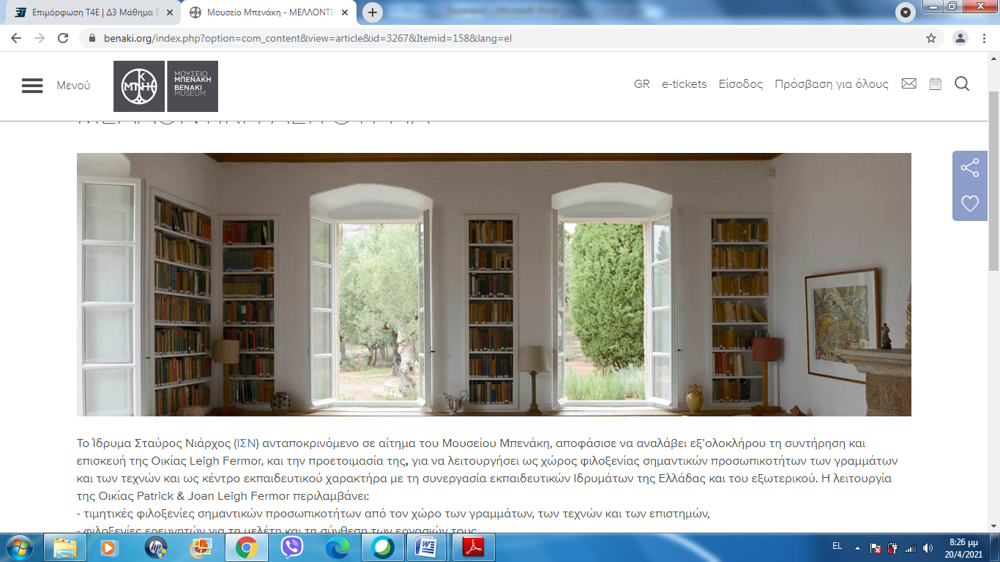 Επιμόρφωση Τ4Ε | Δ3 Μάθημα Ε
Μουσείο Μπενάκη - ΜΕΛΛΟΝΤΙΚ
benaki.org/index.php?option=com_content&view=article&id=3267&Itemid=158&lang=el
Μενού
ΜΟΥΣΕΙΟ
ΜΠΕΝΑΚΗ
BENAKI
MUSEUM
GR e-tickets Είσοδος Πρόσβαση για όλους
Το Ίδρυμα Σταύρος Νιάρχος (ΙΣΝ) ανταποκρινόμενο σε αίτημα του Μουσείου Μπενάκη, αποφάσισε να αναλάβει εξ’ολοκλήρου τη συντήρηση και
επισκευή της Οικίας Leigh Fermor, και την προετοιμασία της, για να λειτουργήσει ως χώρος φιλοξενίας σημαντικών προσωπικοτήτων των γραμμάτων
και των τεχνών και ως κέντρο εκπαιδευτικού χαρακτήρα με τη συνεργασία εκπαιδευτικών Ιδρυμάτων της Ελλάδας και του εξωτερικού. Η λειτουργία
της Οικίας Patrick & Joan Leigh Fermor περιλαμβάνει:
- τιμητικές φιλοξενίες σημαντικών προσωπικοτήτων από τον χώρο των γραμμάτων, των τεχνών και των επιστημών,
- φιλοξενίες ερευνητών για τη μελέτη και τη σύνθεση των εργασιών τους
EL
8:26 μμ
20/4/2021